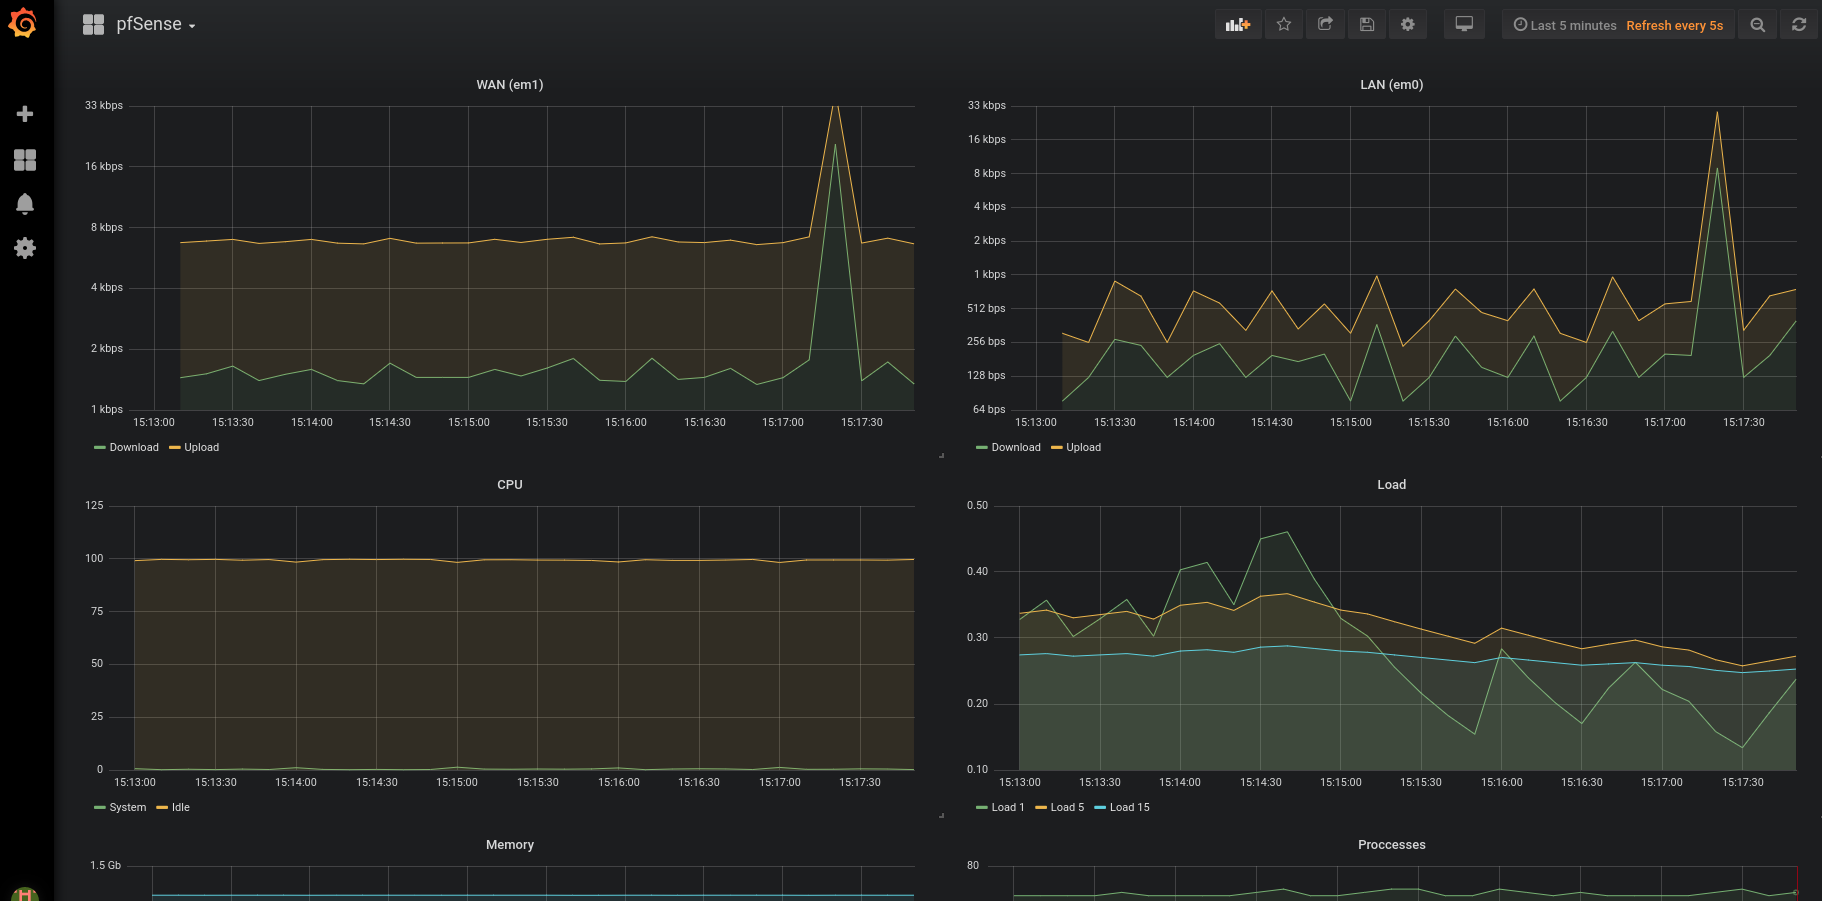 pfSense
Last 5 minutes Refresh every 5s
WAN (em1)
33 kbps
16 kbps
8 kbps
4 kbps
2 kbps
1 kbps
15:13:00 15:13:30 15:14:00 15:14:30 15:15:00 15:15:30 15:16:00 15:16:30 15:17:00 15:17:30
Download Upload
LAN (em0)
33 kbps
16 kbps
8 kbps
4 kbps
2 kbps
1 kbps
512 bps
256 bps
128 bps
64 bps
15:13:00 15:13:30 15:14:00 15:14:30 15:15:00 15:15:30 15:16:00 15:16:30 15:17:00 15:17:30
Download Upload
CPU
125
100
75
50
25
0
15:13:00 15:13:30 15:14:00 15:14:30 15:15:00 15:15:30 15:16:00 15:16:30 15:17:00 15:17:30
System Idle
Load
0.50
0.40
0.30
0.20
0.10
15:13:00 15:13:30 15:14:00 15:14:30 15:15:00 15:15:30 15:16:00 15:16:30 15:17:00 15:17:30
Load 1 Load 5 Load 15
Memory
1.5 Gb
Proccesses
80